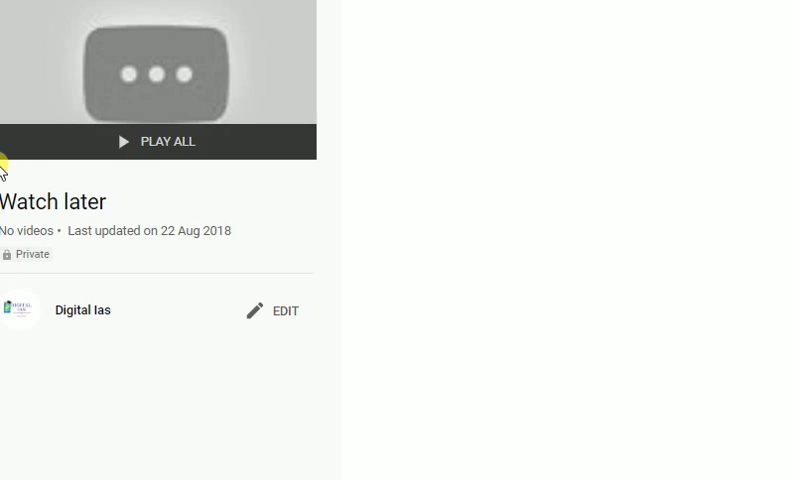 PLAY ALL
Watch later
No videos • Last updated on 22 Aug 2018
Private
Digital Ias
EDIT